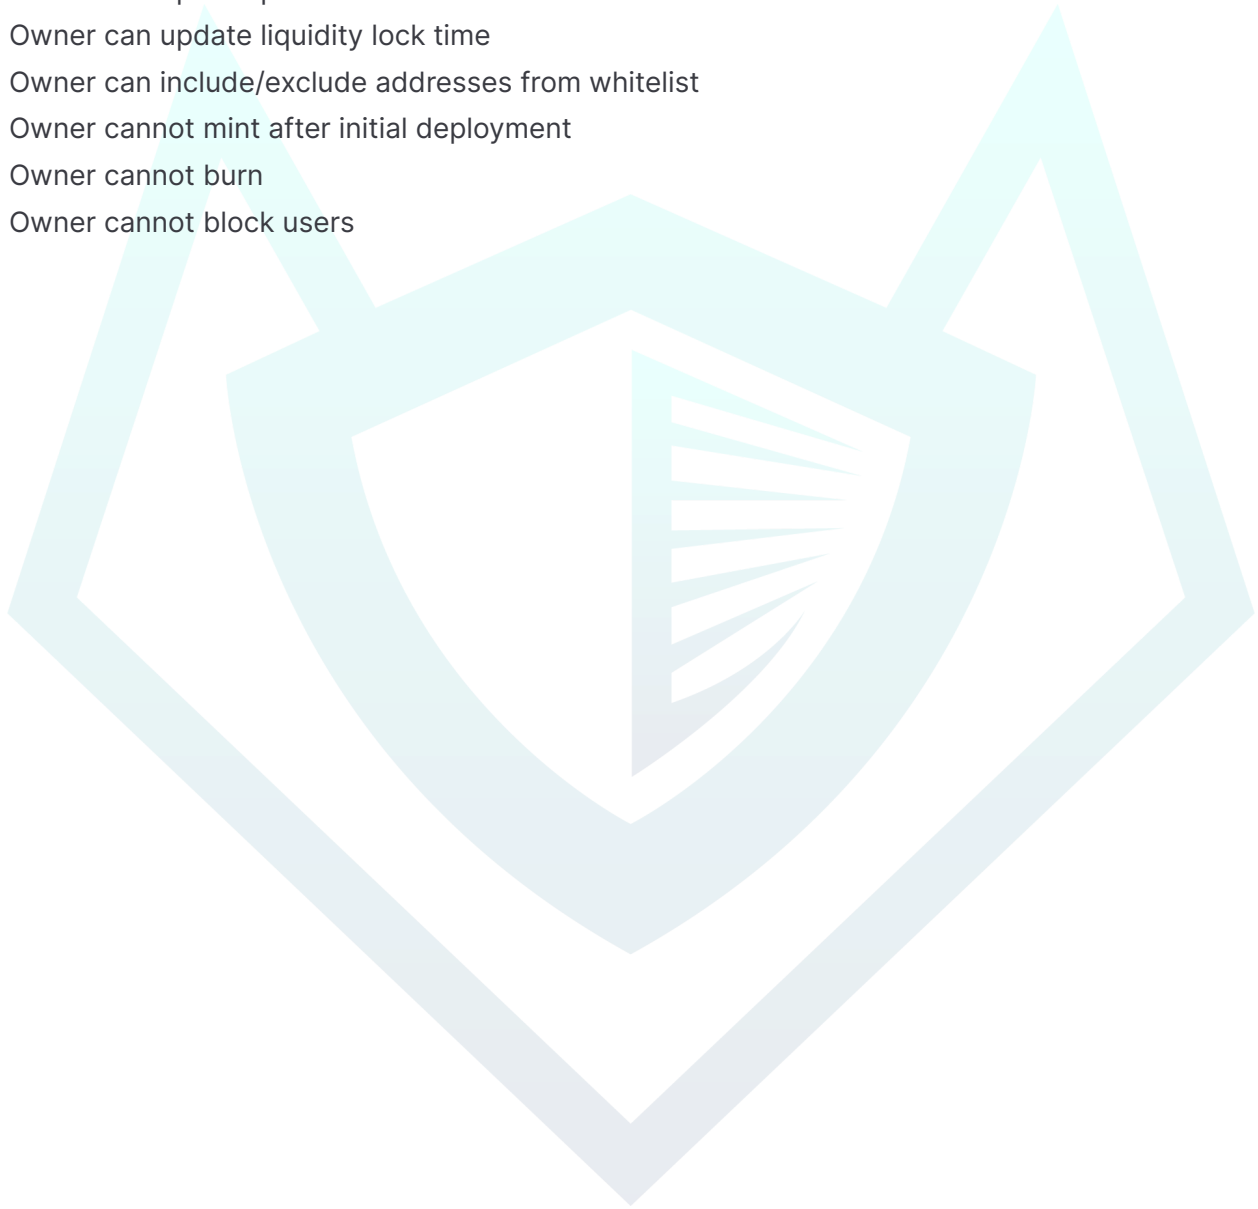 Owner can update liquidity lock time
Owner can include/exclude addresses from whitelist
Owner cannot mint after initial deployment
Owner cannot burn
Owner cannot block users